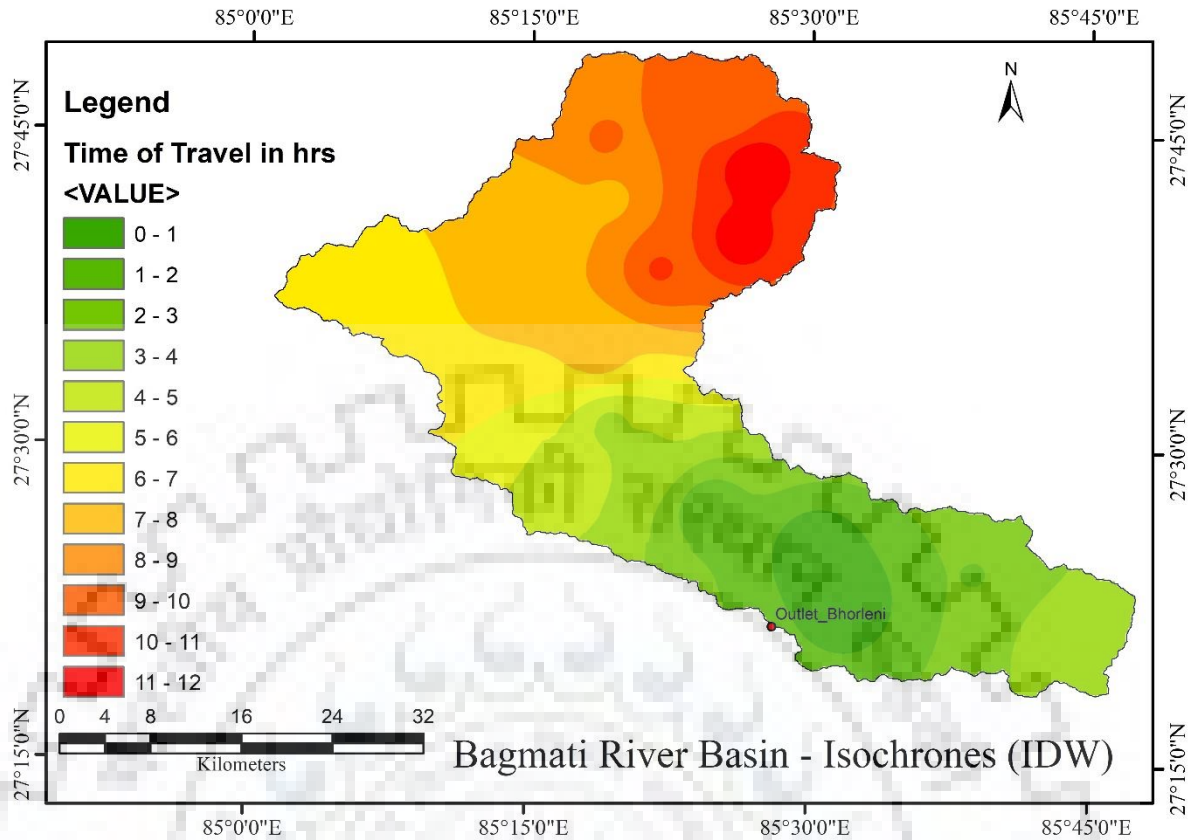 85°0'0"E 85°15'0"E 85°30'0"E 85°45'0"E
27°45'0"N
27°30'0"N
27°15'0"N
Legend
Time of Travel in hrs
<VALUE>
0 - 1
1 - 2
2 - 3
3 - 4
4 - 5
5 - 6
6 - 7
7 - 8
8 - 9
9 - 10
10 - 11
11 - 12
0 4 8 16 24 32
Kilometers
N
Outlet_Bhorleni
Bagmati River Basin - Isochrones (IDW)
27°45'0"N
27°30'0"N
27°15'0"N
85°0'0"E 85°15'0"E 85°30'0"E 85°45'0"E